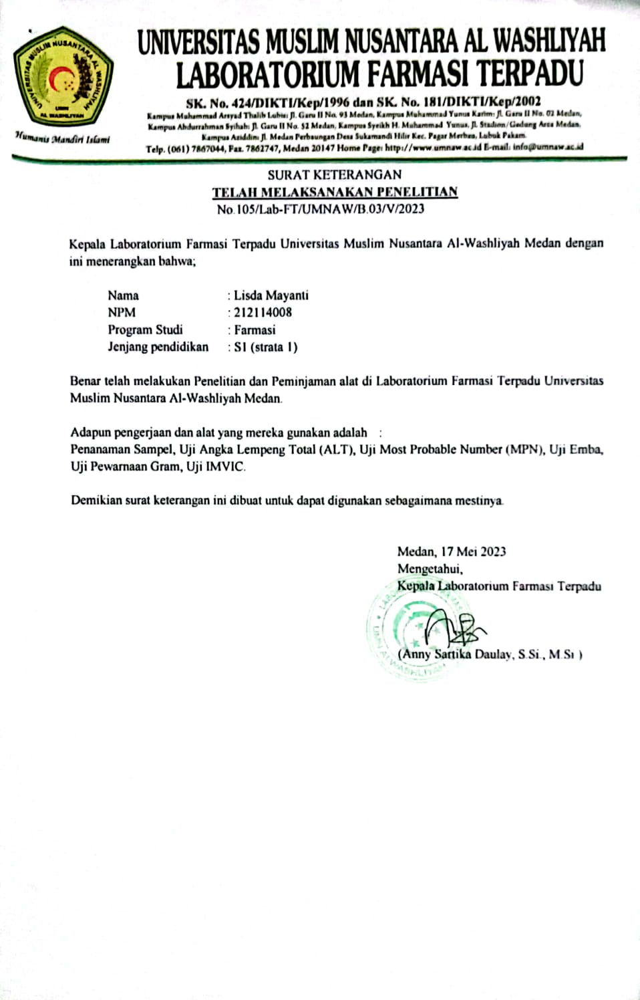 UNIVERSITAS MUSLIM NUSANTARA AL WASHLIYAH
LABORATORIUM FARMASI TERPADU
SK. No. 424/DIKTI/Kep/1996 dan SK. No. 181/DIKTI/Kep/2002
Kampus Muhammad Arsyad Thalib Lubis: Jl. Garu II No. 93 Medan, Kampus Muhammad Yunus Karim: Jl. Garu II No. 02 Medan,
Kampus Abdurrahman Syihab: Jl. Garu II No. 52 Medan, Kampus Syeikh H. Muhammad Yunus, Jl. Stadion/Gedung Arca Medan,
Kampus Aziddin: Jl. Medan Perbaungan Desa Sukamandi Hilir Kec. Pagar Merbau, Lubuk Pakam.
Telp. (061) 7867044, Fax. 7862747, Medan 20147 Home Page: http://www.umnaw.ac.id E-mail: info@umnaw.ac.id
UNIVERSITAS MUSLIM NUSANTARA AL WASHLIYAH
UMN
AL WASHLIYAH
Humanis Mandiri Islami
SURAT KETERANGAN
TELAH MELAKSANAKAN PENELITIAN
No.105/Lab-FT/UMNAW/B.03/V/2023
Kepala Laboratorium Farmasi Terpadu Universitas Muslim Nusantara Al-Washliyah Medan dengan
ini menerangkan bahwa;
Nama : Lisda Mayanti
NPM : 212114008
Program Studi : Farmasi
Jenjang pendidikan : S1 (strata 1)
Benar telah melakukan Penelitian dan Peminjaman alat di Laboratorium Farmasi Terpadu Universitas
Muslim Nusantara Al-Washliyah Medan.
Adapun pengerjaan dan alat yang mereka gunakan adalah :
Penanaman Sampel, Uji Angka Lempeng Total (ALT), Uji Most Probable Number (MPN), Uji Emba,
Uji Pewarnaan Gram, Uji IMVIC.
Demikian surat keterangan ini dibuat untuk dapat digunakan sebagaimana mestinya.
Medan, 17 Mei 2023
Mengetahui,
Kepala Laboratorium Farmasi Terpadu
(Anny Sartika Daulay, S.Si., M.Si )